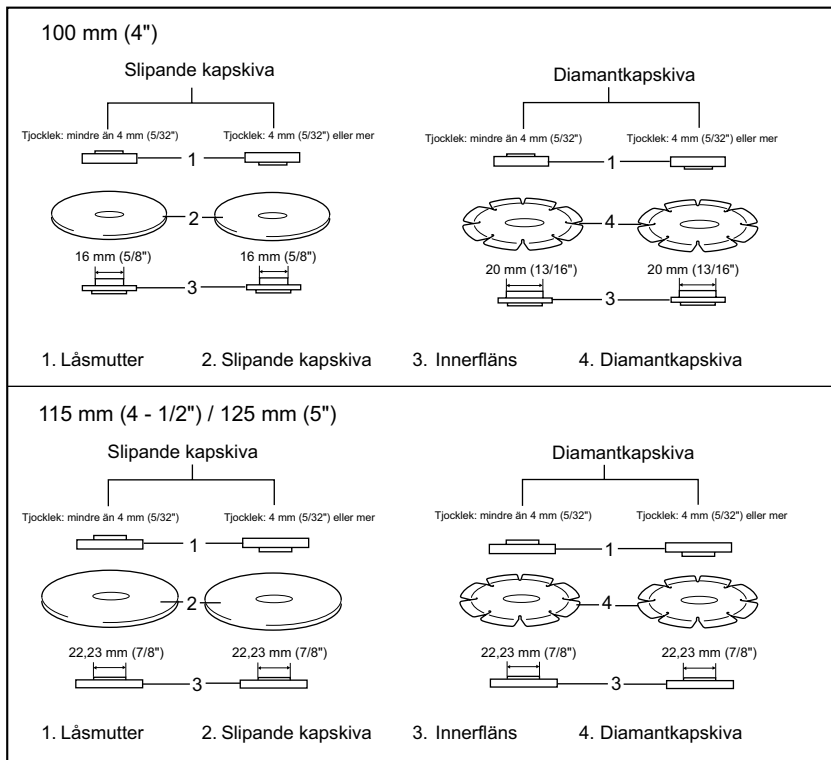 100 mm (4")
Slipande kapskiva
Diamantkapskiva
Tjocklek: mindre än 4 mm (5/32")
Tjocklek: 4 mm (5/32") eller mer
Tjocklek: mindre än 4 mm (5/32")
Tjocklek: 4 mm (5/32") eller mer
1
1
2
4
16 mm (5/8")
16 mm (5/8")
20 mm (13/16")
20 mm (13/16")
3
3
1. Låsmutter
2. Slipande kapskiva
3. Innerfläns
4. Diamantkapskiva
115 mm (4 - 1/2") / 125 mm (5")
Slipande kapskiva
Diamantkapskiva
Tjocklek: mindre än 4 mm (5/32")
Tjocklek: 4 mm (5/32") eller mer
Tjocklek: mindre än 4 mm (5/32")
Tjocklek: 4 mm (5/32") eller mer
1
1
2
4
22,23 mm (7/8")
22,23 mm (7/8")
22,23 mm (7/8")
22,23 mm (7/8")
3
3
1. Låsmutter
2. Slipande kapskiva
3. Innerfläns
4. Diamantkapskiva